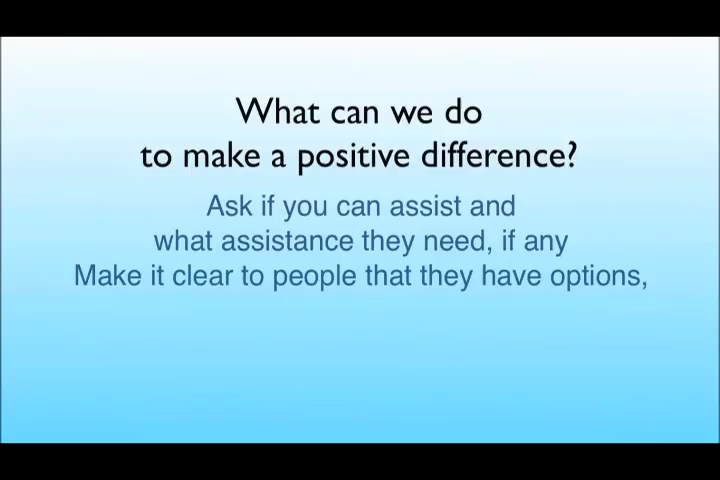 What can we do
to make a positive difference?
Ask if you can assist and
what assistance they need, if any
Make it clear to people that they have options,